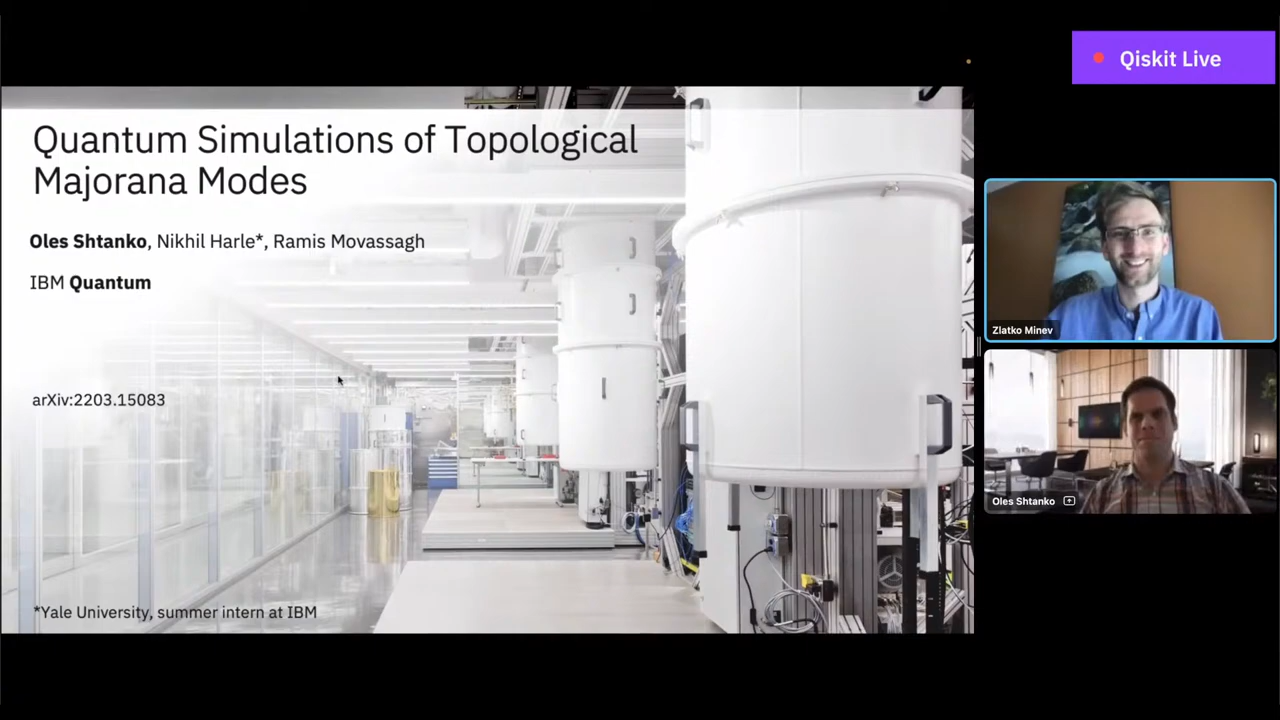 Qiskit Live
Quantum Simulations of Topological
Majorana Modes
Oles Shtanko, Nikhil Harle*, Ramis Movassagh
IBM Quantum
arXiv:2203.15083
*Yale University, summer intern at IBM
Zlatko Minev
Oles Shtanko